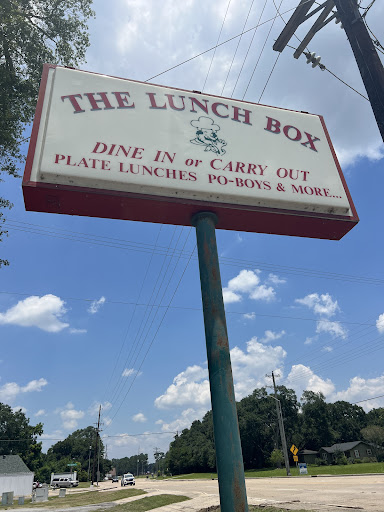 THE LUNCH BOX
DINE IN or CARRY OUT
PLATE LUNCHES PO-BOYS & MORE...